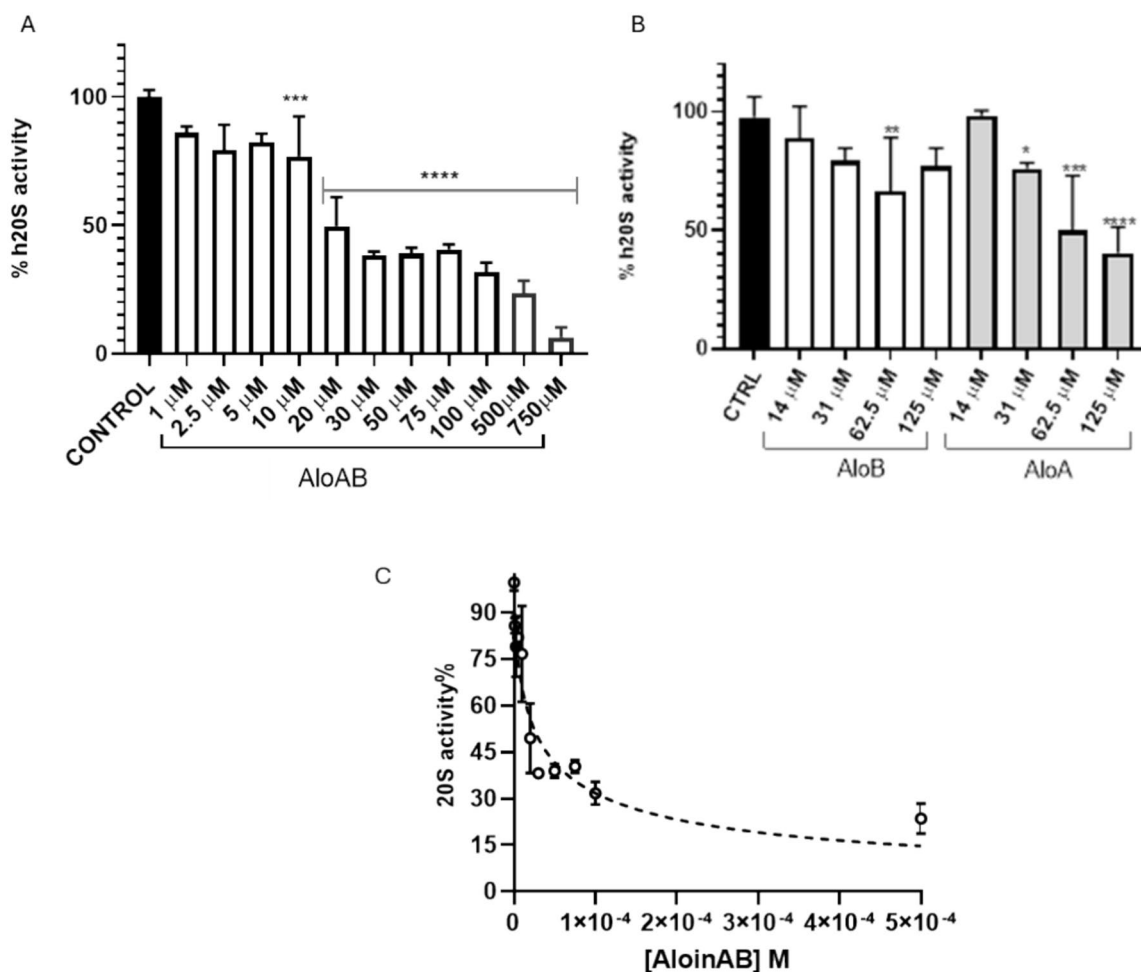 A
% h20S activity
100
50
0
***
****
CONTROL
1 μM
2.5 μM
5 μM
10 μM
20 μM
30 μM
50 μM
75 μM
100 μM
500μM
750μM
AloAB
B
% h20S activity
100
50
0
**
*
***
****
CTRL
14 μM
31 μM
62.5 μM
125 μM
14 μM
31 μM
62.5 μM
125 μM
AloB
AloA
C
20S activity%
90
75
60
45
30
15
0
0
1×10⁻⁴
2×10⁻⁴
3×10⁻⁴
4×10⁻⁴
5×10⁻⁴
[AloinAB] M